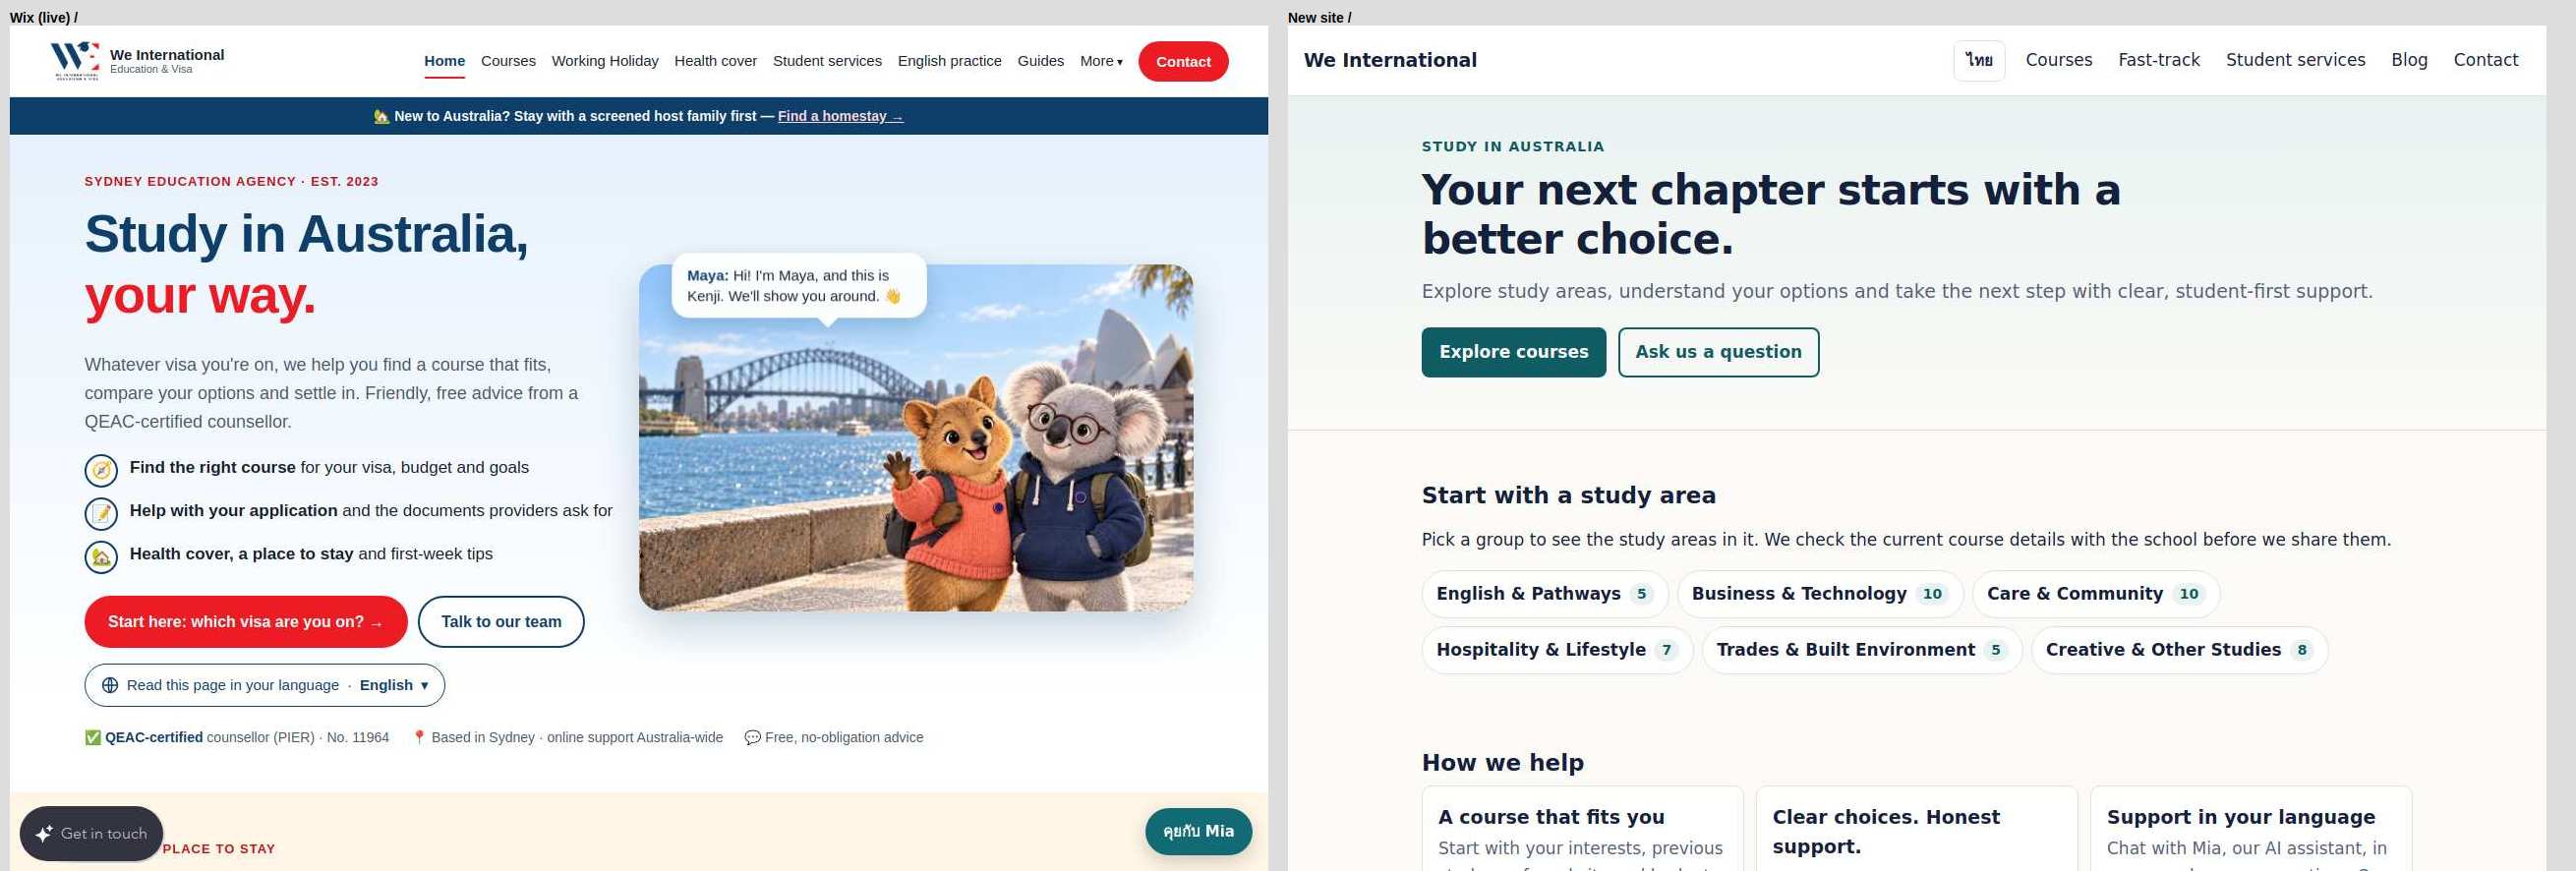 Wix (live) /
We International
Education & Visa
WE INTERNATIONAL
EDUCATION & VISA
Home Courses Working Holiday Health cover Student services English practice Guides More ▾ Contact
🏡 New to Australia? Stay with a screened host family first — Find a homestay →
SYDNEY EDUCATION AGENCY · EST. 2023
Study in Australia,
your way.
Whatever visa you're on, we help you find a course that fits,
compare your options and settle in. Friendly, free advice from a
QEAC-certified counsellor.
🧭 Find the right course for your visa, budget and goals
📝 Help with your application and the documents providers ask for
🏡 Health cover, a place to stay and first-week tips
Start here: which visa are you on? →
Talk to our team
Read this page in your language · English ▾
✅ QEAC-certified counsellor (PIER) · No. 11964 📍 Based in Sydney · online support Australia-wide 💬 Free, no-obligation advice
Maya: Hi! I'm Maya, and this is
Kenji. We'll show you around. 👋
Get in touch
PLACE TO STAY
คุยกับ Mia
New site /
We International
ไทย Courses Fast-track Student services Blog Contact
STUDY IN AUSTRALIA
Your next chapter starts with a
better choice.
Explore study areas, understand your options and take the next step with clear, student-first support.
Explore courses
Ask us a question
Start with a study area
Pick a group to see the study areas in it. We check the current course details with the school before we share them.
English & Pathways 5
Business & Technology 10
Care & Community 10
Hospitality & Lifestyle 7
Trades & Built Environment 5
Creative & Other Studies 8
How we help
A course that fits you
Start with your interests, previous
Clear choices. Honest
support.
Support in your language
Chat with Mia, our AI assistant, in